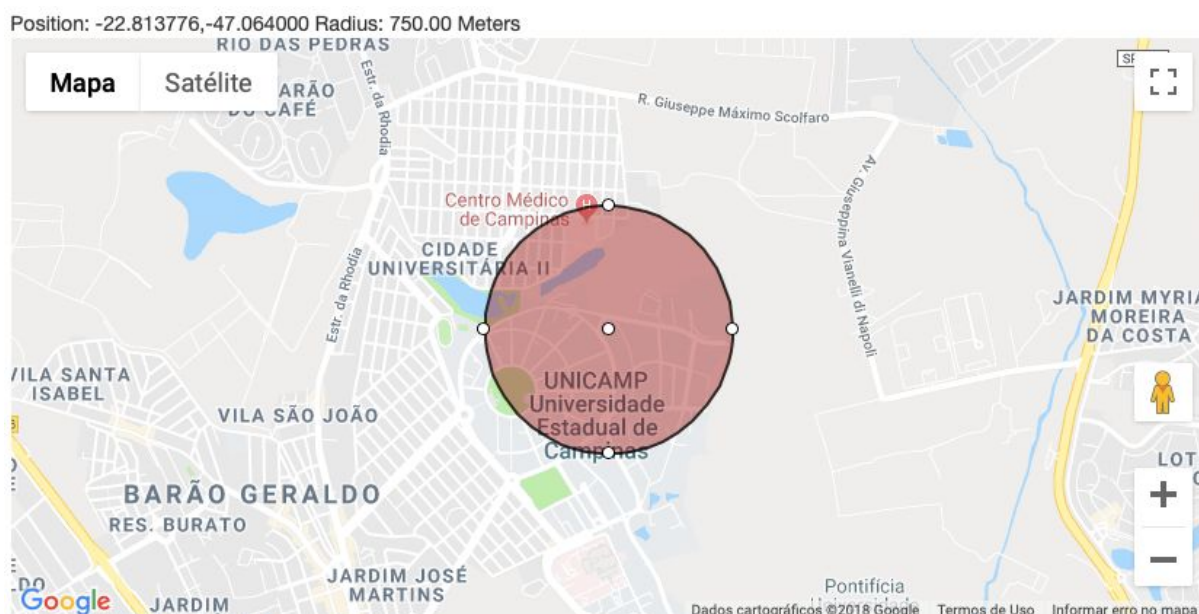 Position: -22.813776,-47.064000 Radius: 750.00 Meters
RIO DAS PEDRAS
Mapa Satélite
Estr. da Rhodia
DO CAFÉ
R. Giuseppe Máximo Scolfaro
Av. Giuseppina Vianelli di Napoli
Centro Médico
de Campinas
H
CIDADE
UNIVERSITÁRIA II
Estr. da Rhodia
JARDIM MYRIA
MOREIRA
DA COSTA
VILA SANTA
ISABEL
VILA SÃO JOÃO
UNICAMP
Universidade
Estadual de
Campinas
BARÃO GERALDO
RES. BURATO
LOT
JARDIM JOSÉ
MARTINS
JARDIM
Pontifícia
Google
Dados cartográficos ©2018 Google Termos de Uso Informar erro no mapa